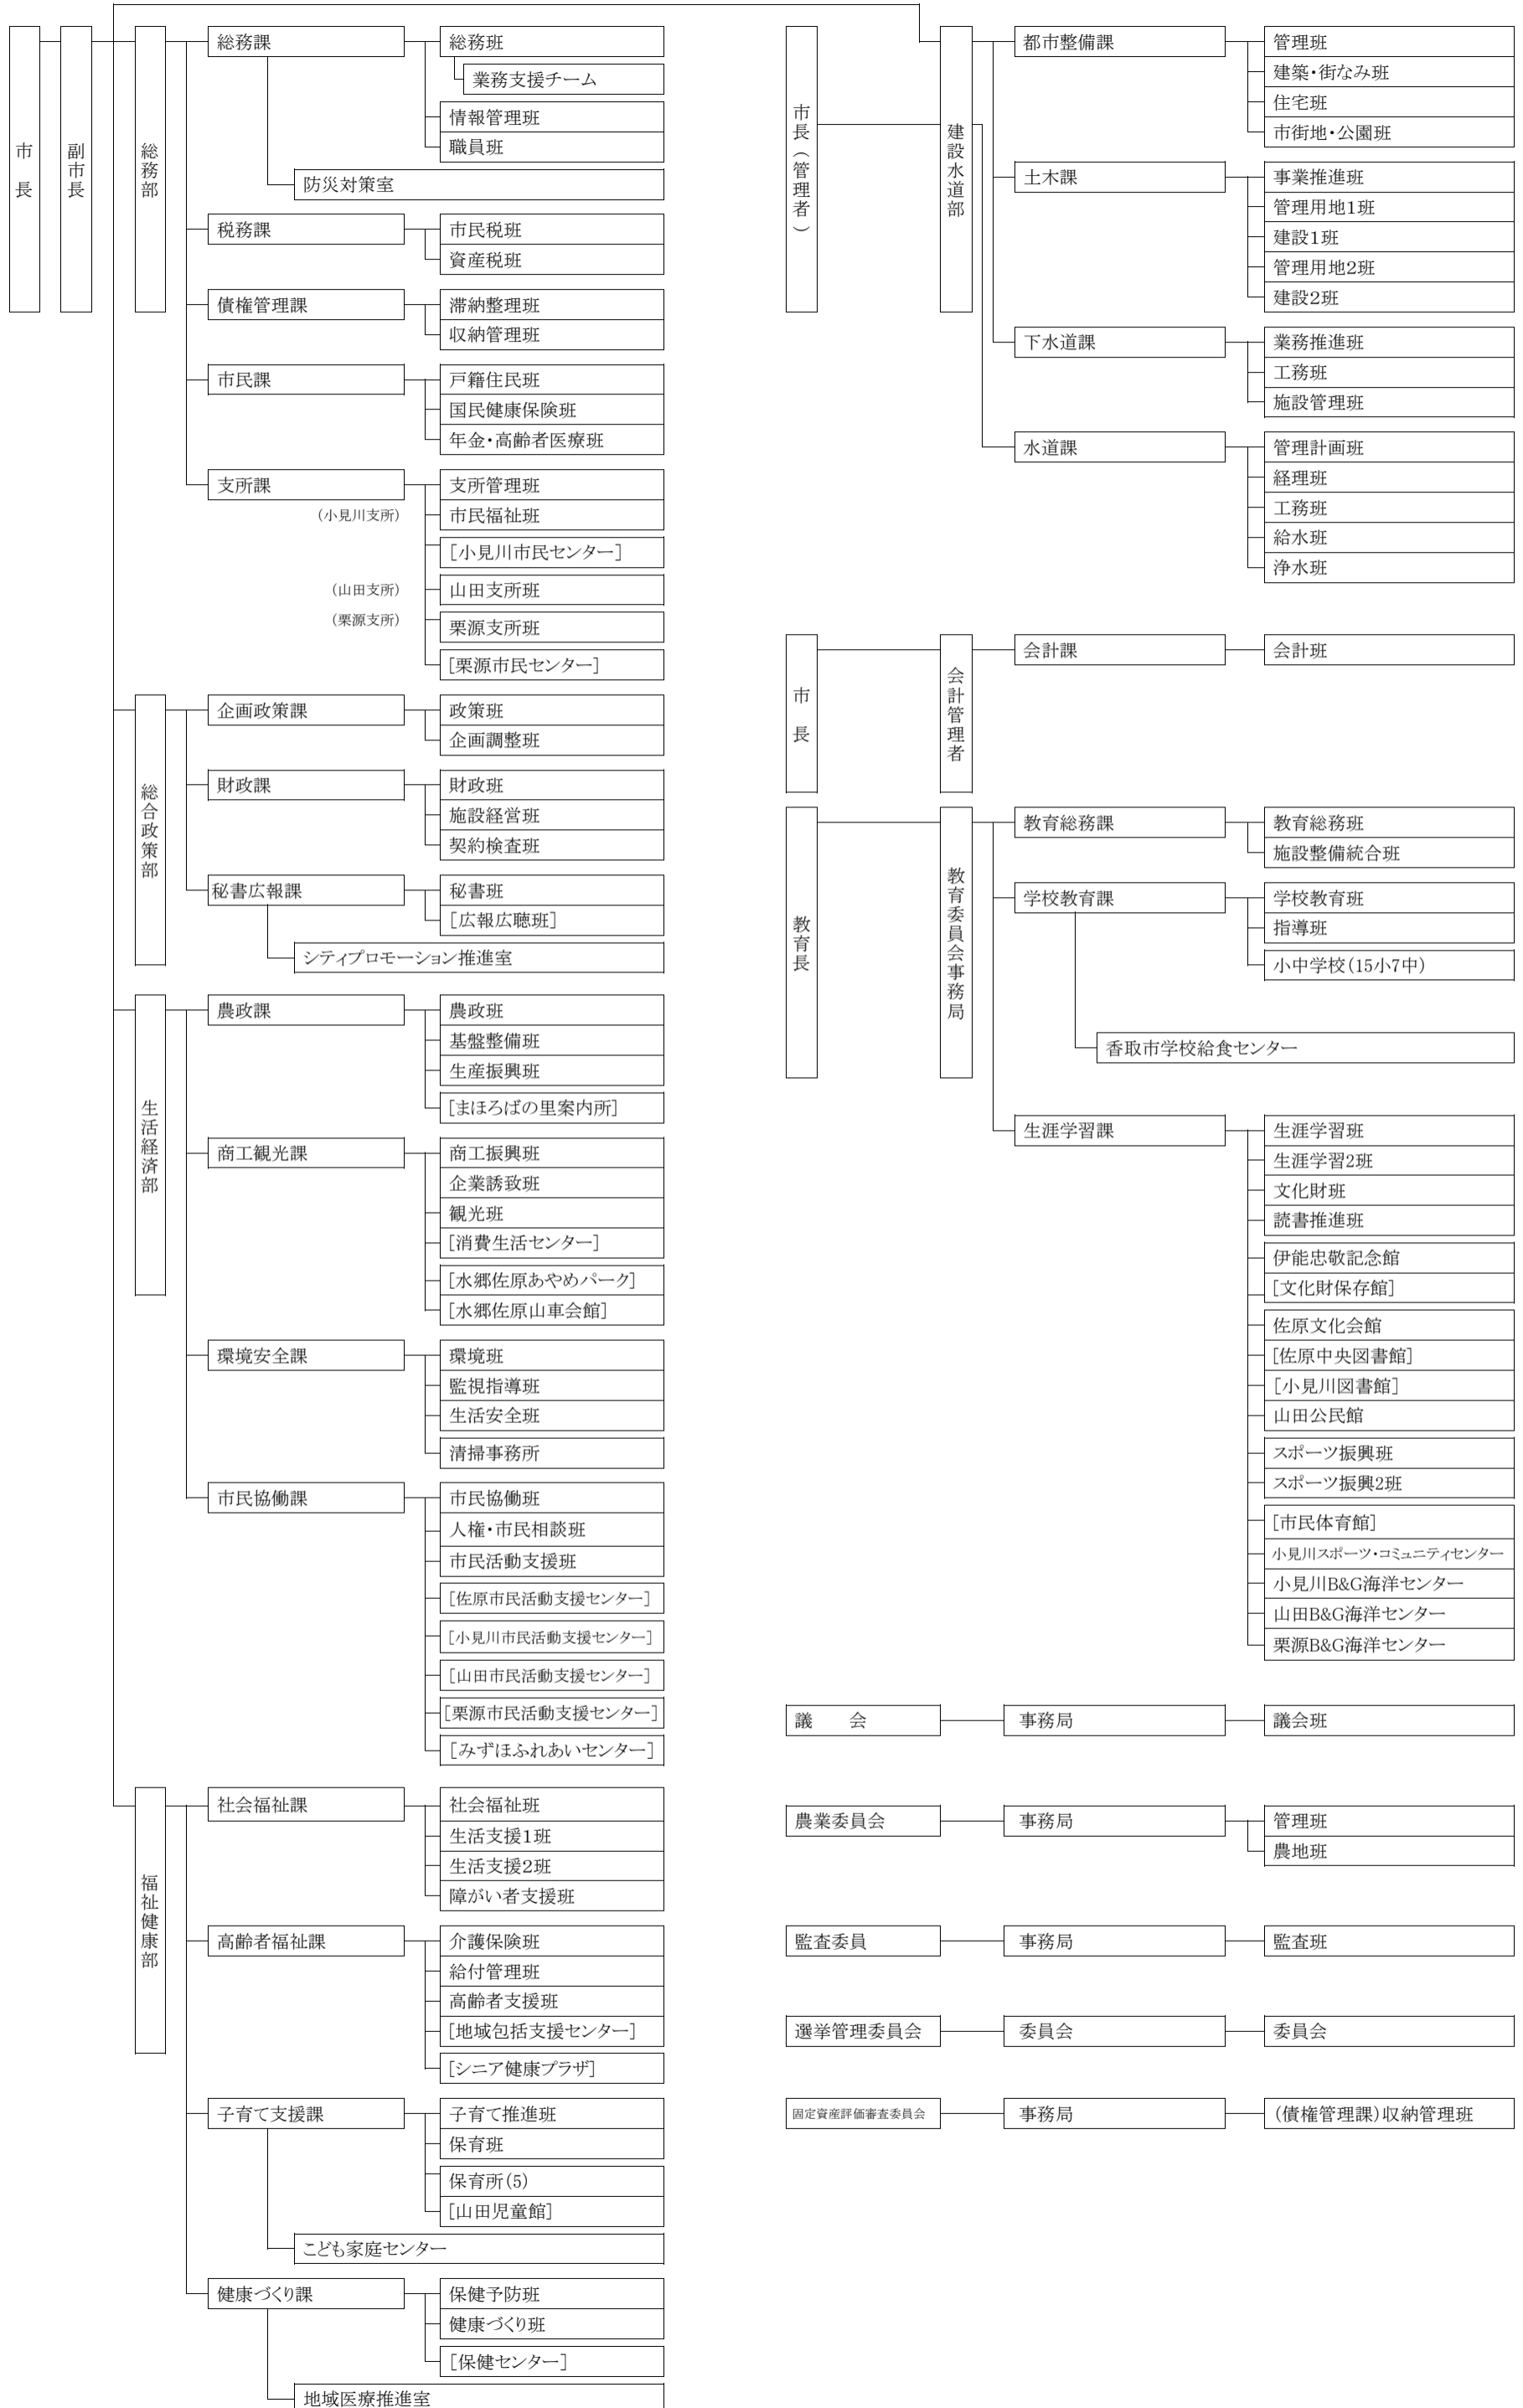 市長
副市長
総務部
総務課
総務班
業務支援チーム
情報管理班
職員班
防災対策室
税務課
市民税班
資産税班
債権管理課
滞納整理班
収納管理班
市民課
戸籍住民班
国民健康保険班
年金・高齢者医療班
支所課
支所管理班
（小見川支所）
市民福祉班
［小見川市民センター］
（山田支所）
山田支所班
（栗源支所）
栗源支所班
［栗源市民センター］
総合政策部
企画政策課
政策班
企画調整班
財政課
財政班
施設経営班
契約検査班
秘書広報課
秘書班
［広報広聴班］
シティプロモーション推進室
生活経済部
農政課
農政班
基盤整備班
生産振興班
［まほろばの里案内所］
商工観光課
商工振興班
企業誘致班
観光班
［消費生活センター］
［水郷佐原あやめパーク］
［水郷佐原山車会館］
環境安全課
環境班
監視指導班
生活安全班
清掃事務所
市民協働課
市民協働班
人権・市民相談班
市民活動支援班
［佐原市民活動支援センター］
［小見川市民活動支援センター］
［山田市民活動支援センター］
［栗源市民活動支援センター］
［みずほふれあいセンター］
福祉健康部
社会福祉課
社会福祉班
生活支援1班
生活支援2班
障がい者支援班
高齢者福祉課
介護保険班
給付管理班
高齢者支援班
［地域包括支援センター］
［シニア健康プラザ］
子育て支援課
子育て推進班
保育班
保育所（5）
［山田児童館］
こども家庭センター
健康づくり課
保健予防班
健康づくり班
［保健センター］
地域医療推進室
市長（管理者）
建設水道部
都市整備課
管理班
建築・街なみ班
住宅班
市街地・公園班
土木課
事業推進班
管理用地1班
建設1班
管理用地2班
建設2班
下水道課
業務推進班
工務班
施設管理班
水道課
管理計画班
経理班
工務班
給水班
浄水班
市長
会計管理者
会計課
会計班
教育長
教育委員会事務局
教育総務課
教育総務班
施設整備統合班
学校教育課
学校教育班
指導班
小中学校（15小7中）
香取市学校給食センター
生涯学習課
生涯学習班
生涯学習2班
文化財班
読書推進班
伊能忠敬記念館
［文化財保存館］
佐原文化会館
［佐原中央図書館］
［小見川図書館］
山田公民館
スポーツ振興班
スポーツ振興2班
［市民体育館］
小見川スポーツ・コミュニティセンター
小見川B&G海洋センター
山田B&G海洋センター
栗源B&G海洋センター
議　会
事務局
議会班
農業委員会
事務局
管理班
農地班
監査委員
事務局
監査班
選挙管理委員会
委員会
委員会
固定資産評価審査委員会
事務局
（債権管理課）収納管理班